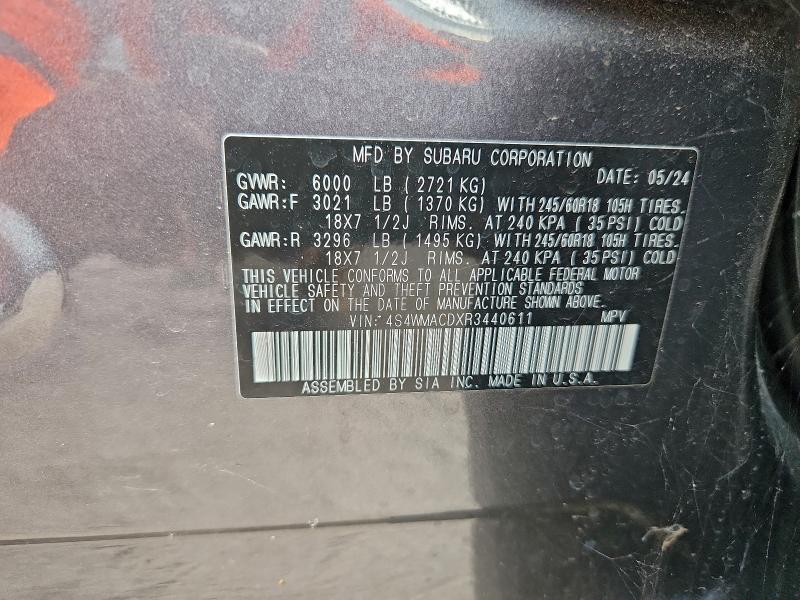 MFD BY SUBARU CORPORATION
DATE: 05/24
GVWR: 6000 LB ( 2721 KG)
GAWR:F 3021 LB ( 1370 KG) WITH 245/60R18 105H TIRES.
18X7 1/2J RIMS. AT 240 KPA ( 35 PSI) COLD
GAWR:R 3296 LB ( 1495 KG) WITH 245/60R18 105H TIRES.
18X7 1/2J RIMS. AT 240 KPA ( 35 PSI) COLD
THIS VEHICLE CONFORMS TO ALL APPLICABLE FEDERAL MOTOR
VEHICLE SAFETY AND THEFT PREVENTION STANDARDS
IN EFFECT ON THE DATE OF MANUFACTURE SHOWN ABOVE.
VIN: 4S4WMACDXR3440611 MPV
ASSEMBLED BY SIA INC. MADE IN U.S.A.